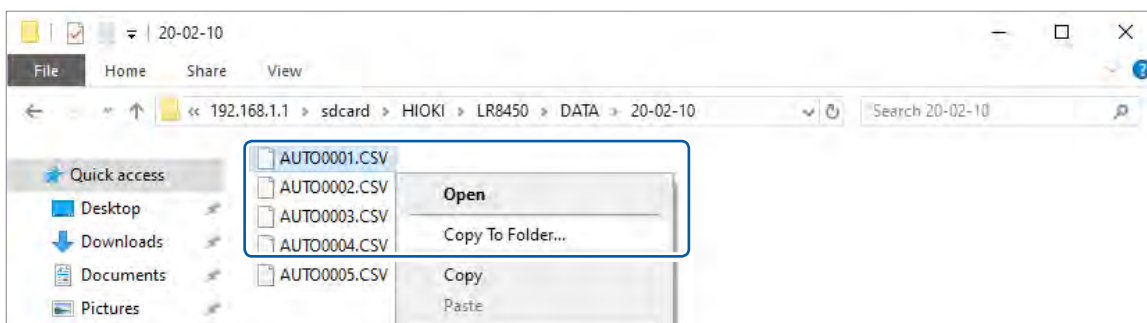 20-02-10
File Home Share View
« 192.168.1.1 > sdcard > HIOKI > LR8450 > DATA > 20-02-10 Search 20-02-10
Quick access
Desktop
Downloads
Documents
Pictures
AUTO0001.CSV
AUTO0002.CSV
AUTO0003.CSV
AUTO0004.CSV
AUTO0005.CSV
Open
Copy To Folder...
Copy
Paste